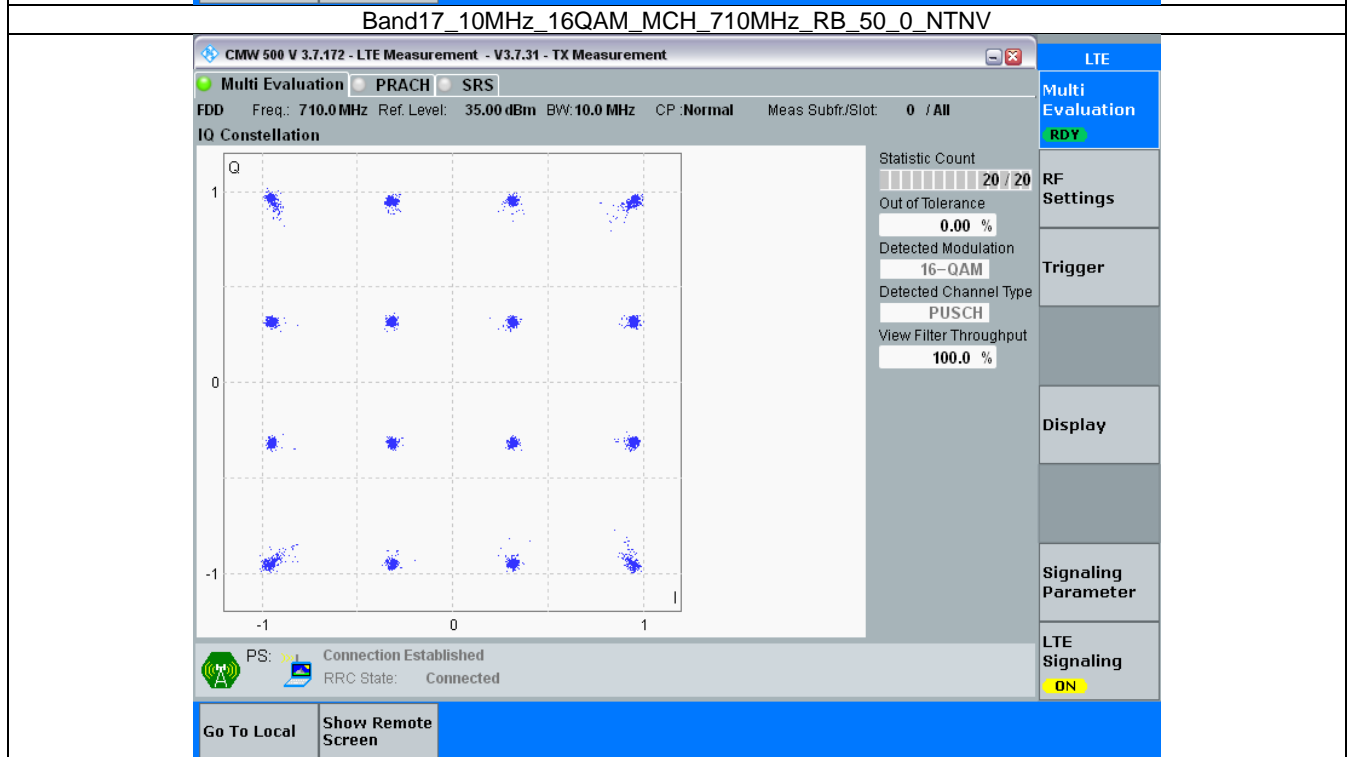 Band17_10MHz_16QAM_MCH_710MHz_RB_50_0_NTNV
CMW 500 V 3.7.172 - LTE Measurement - V3.7.31 - TX Measurement
LTE
Multi Evaluation PRACH SRS
FDD Freq.: 710.0 MHz Ref. Level: 35.00 dBm BW: 10.0 MHz CP :Normal Meas Subfr./Slot: 0 / All
IQ Constellation
Multi
Evaluation
RDY
Q
1
0
-1
-1 0 1
I
Statistic Count
20 / 20
Out of Tolerance
0.00 %
Detected Modulation
16-QAM
Detected Channel Type
PUSCH
View Filter Throughput
100.0 %
RF
Settings
Trigger
Display
Signaling
Parameter
LTE
Signaling
ON
PS: Connection Established
RRC State: Connected
Go To Local
Show Remote
Screen